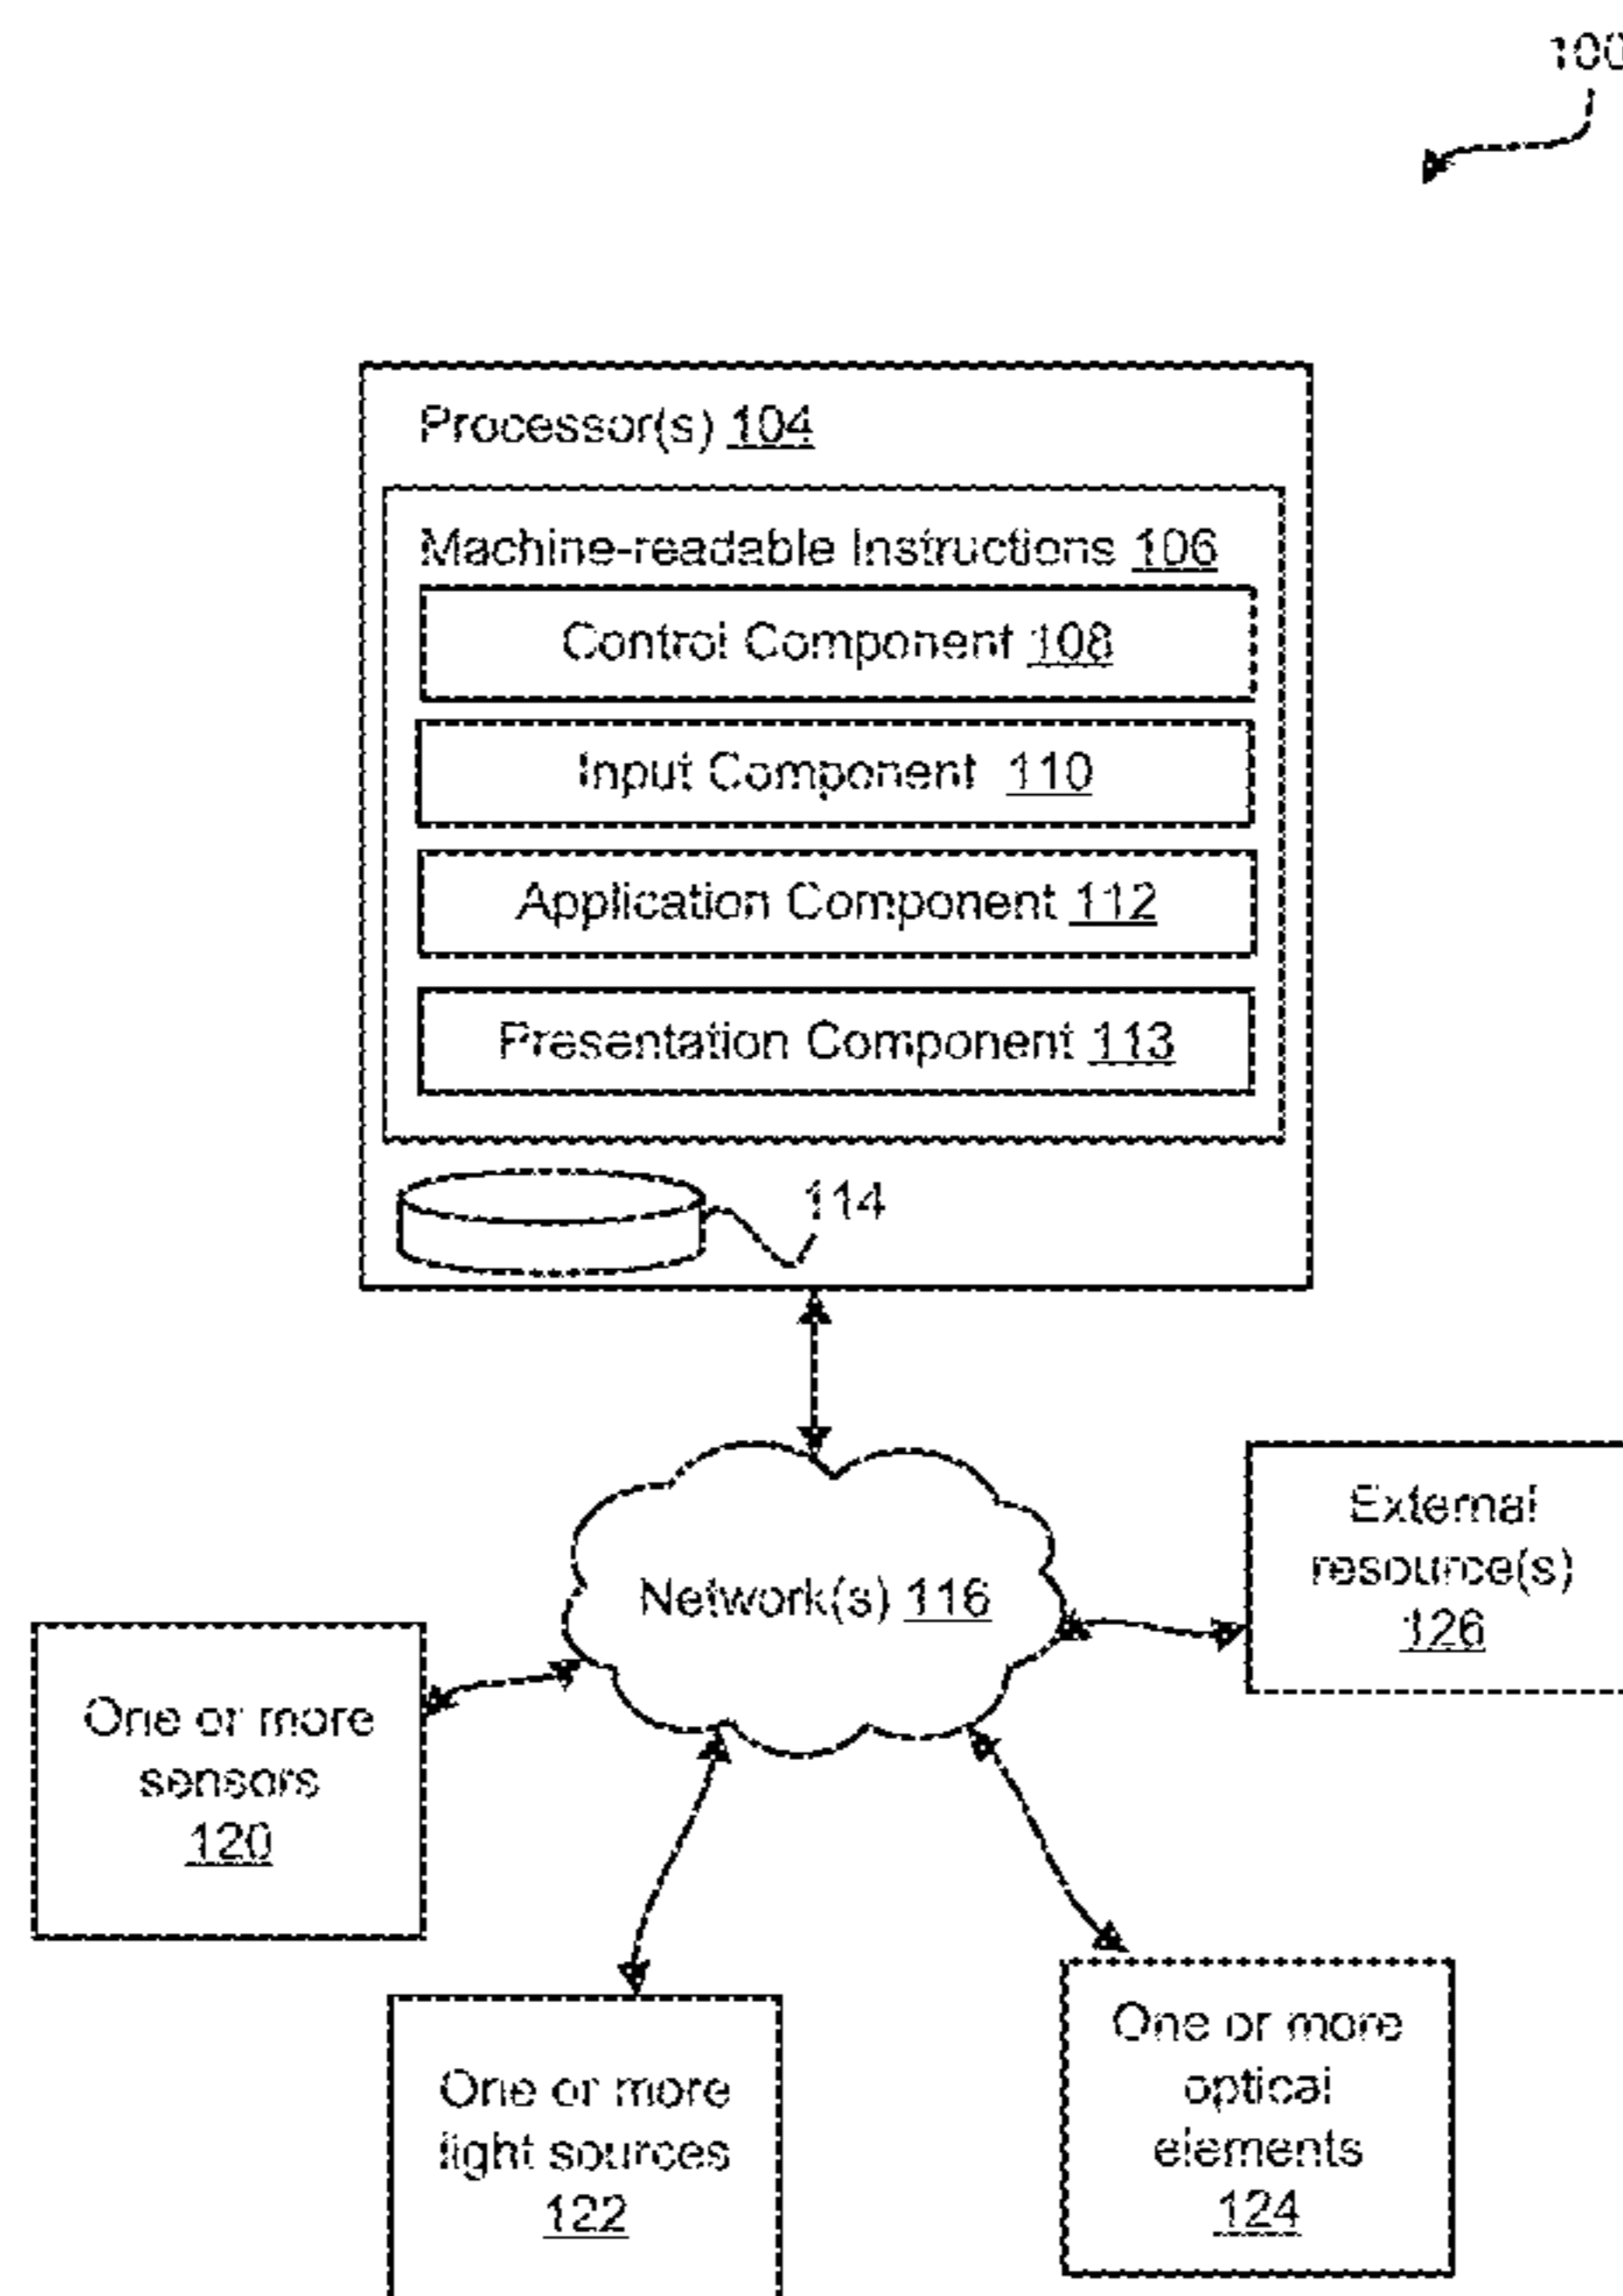 100
Processor(s) 104
Machine-readable Instructions 106
Control Component 108
Input Component 110
Application Component 112
Presentation Component 113
114
Network(s) 116
External
resource(s)
126
One or more
sensors
120
One or more
light sources
122
One or more
optical
elements
124